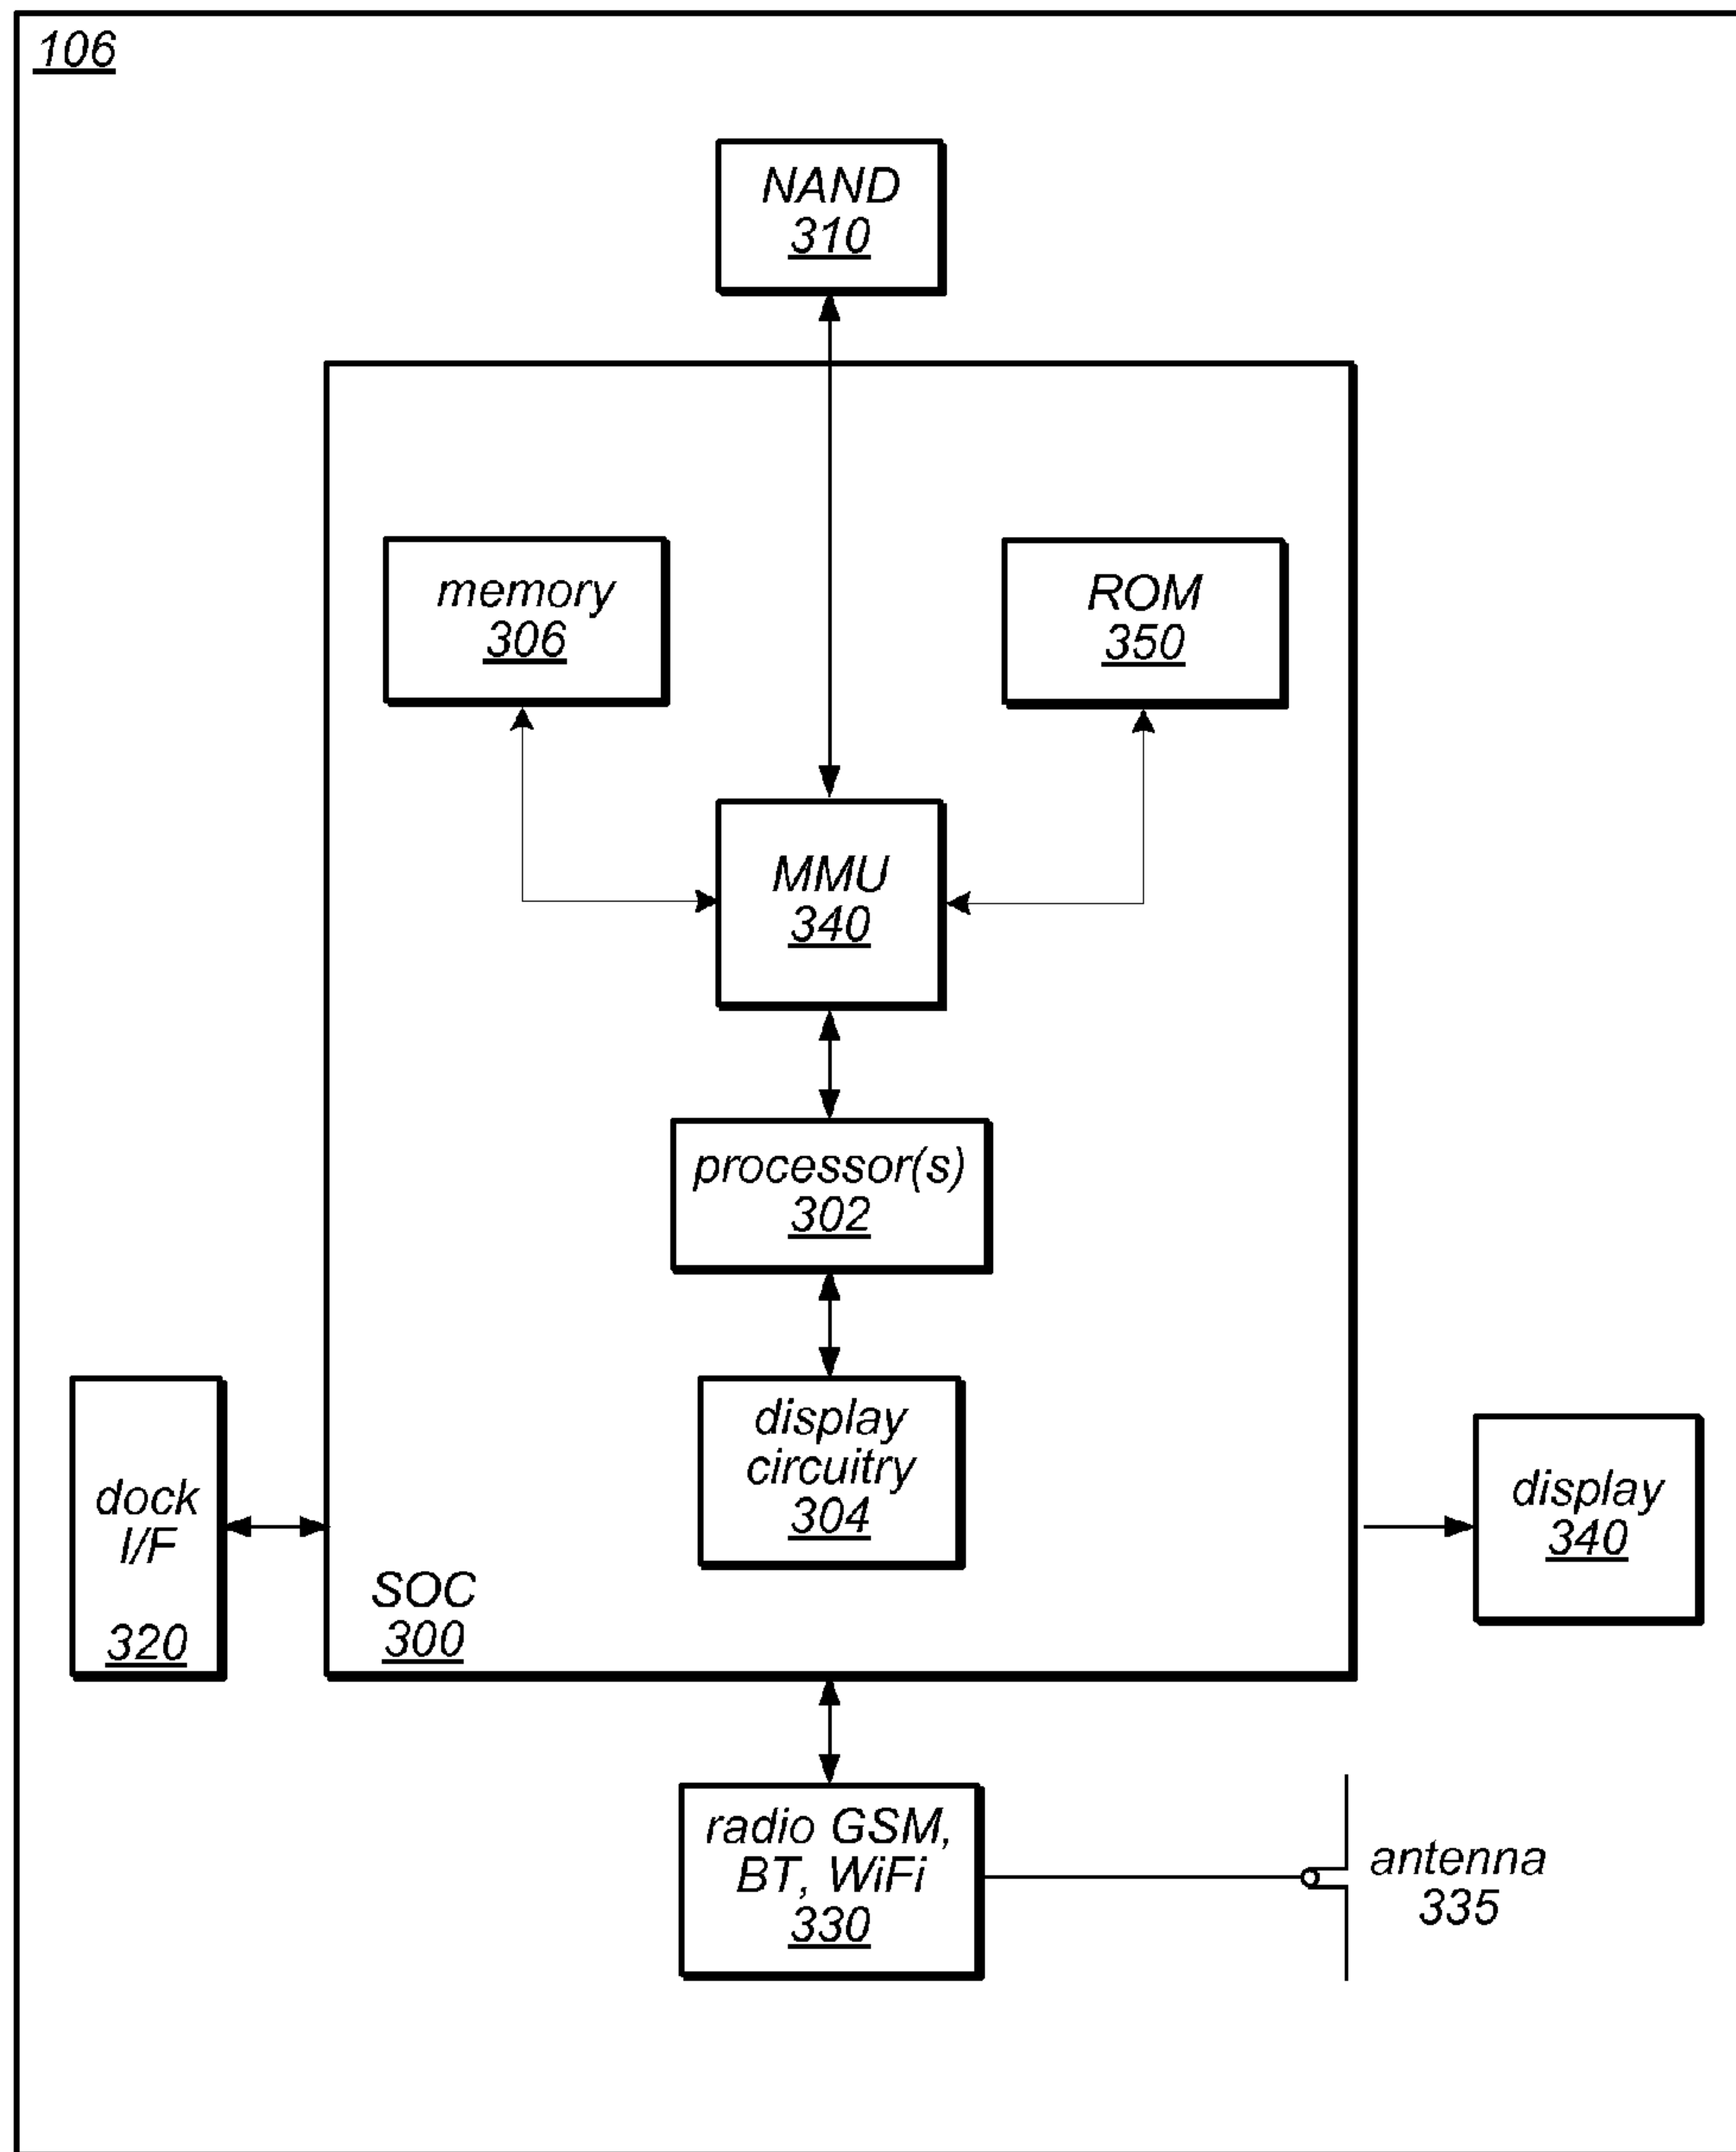 106
NAND
310
memory
306
ROM
350
MMU
340
processor(s)
302
display
circuitry
304
dock
I/F
320
SOC
300
display
340
radio GSM,
BT, WiFi
330
antenna
335